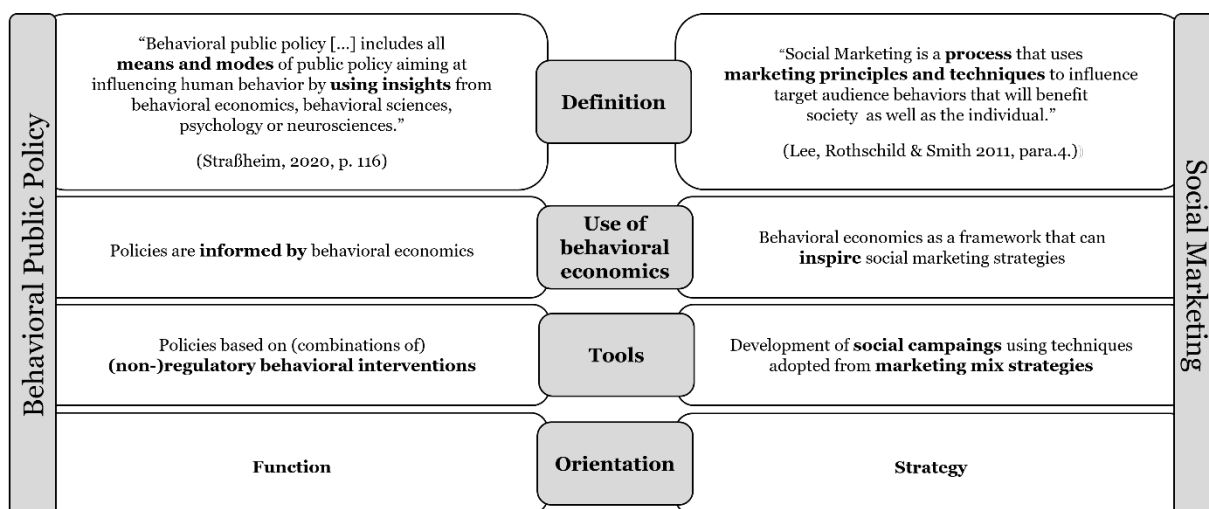 Behavioral Public Policy
“Behavioral public policy [...] includes all
means and modes of public policy aiming at
influencing human behavior by using insights from
behavioral economics, behavioral sciences,
psychology or neurosciences.”
(Straßheim, 2020, p. 116)
Definition
“Social Marketing is a process that uses
marketing principles and techniques to influence
target audience behaviors that will benefit
society as well as the individual.”
(Lee, Rothschild & Smith 2011, para.4.))
Social Marketing
Policies are informed by behavioral economics
Use of
behavioral
economics
Behavioral economics as a framework that can
inspire social marketing strategies
Policies based on (combinations of)
(non-)regulatory behavioral interventions
Tools
Development of social campaings using techniques
adopted from marketing mix strategies
Function
Orientation
Strategy